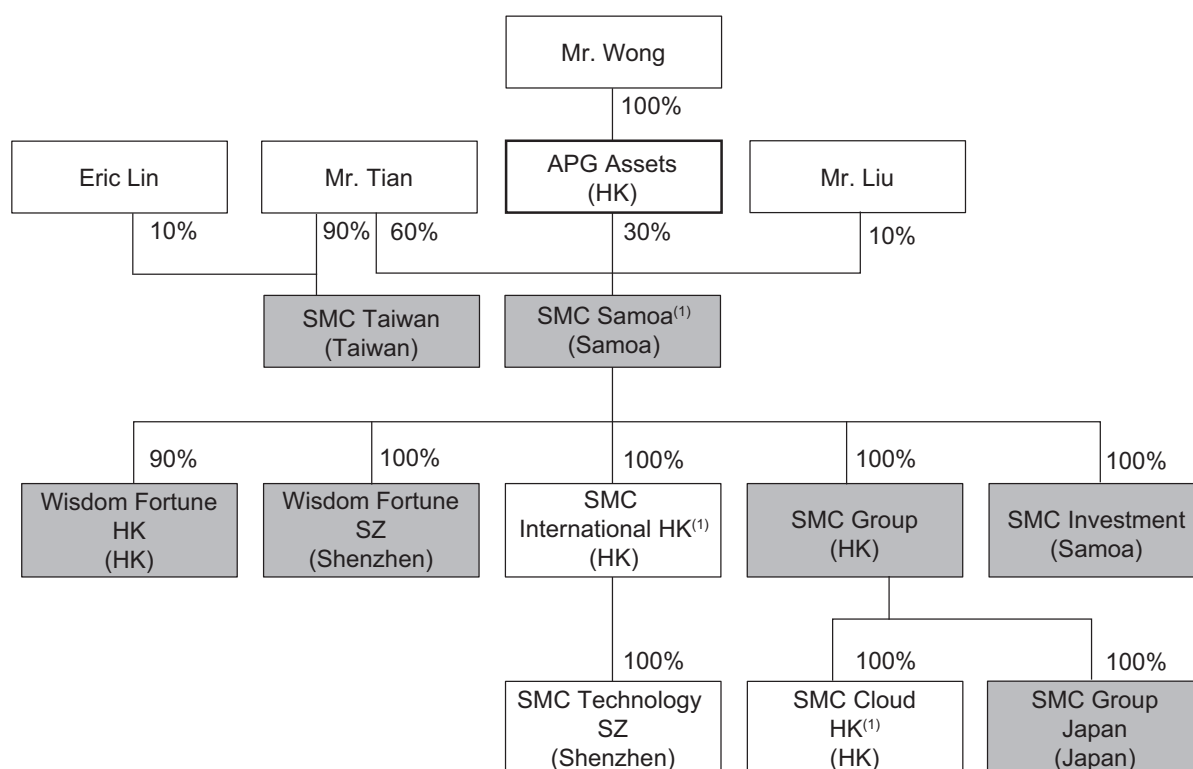 Mr. Wong
100%
Eric Lin
Mr. Tian
APG Assets
(HK)
Mr. Liu
10%
90%
60%
30%
10%
SMC Taiwan
(Taiwan)
SMC Samoa(1)
(Samoa)
90%
100%
100%
100%
100%
Wisdom Fortune
HK
(HK)
Wisdom Fortune
SZ
(Shenzhen)
SMC
International HK(1)
(HK)
SMC Group
(HK)
SMC Investment
(Samoa)
100%
100%
100%
SMC Technology
SZ
(Shenzhen)
SMC Cloud
HK(1)
(HK)
SMC Group
Japan
(Japan)